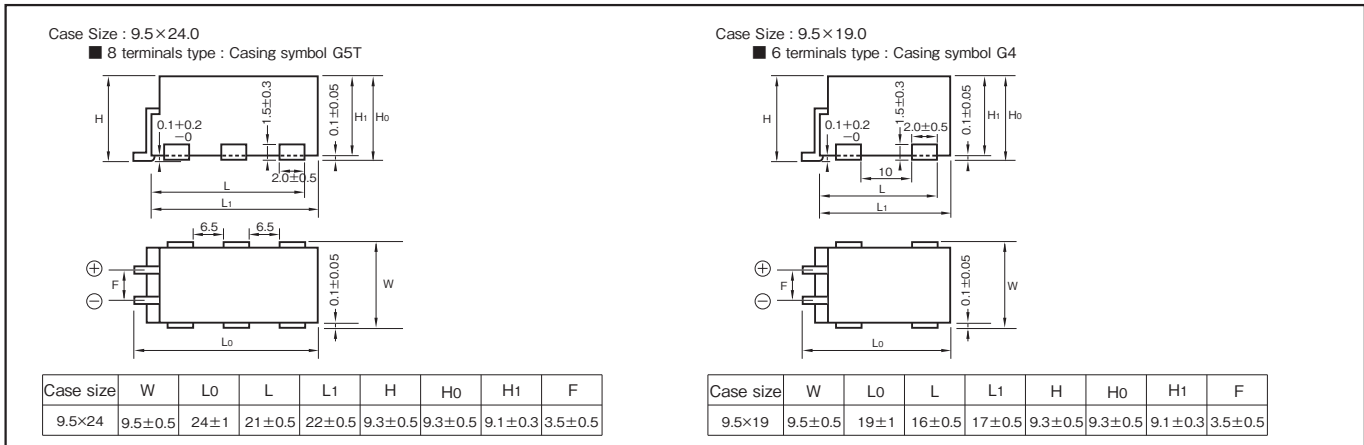 Case Size : 9.5×24.0
■ 8 terminals type : Casing symbol G5T
H
0.1+0.2
−0
1.5±0.3
0.1±0.05
H1
H0
2.0±0.5
L
L1
6.5
6.5
⊕
F
⊖
0.1±0.05
W
L0
Case size W L0 L L1 H H0 H1 F
9.5×24 9.5±0.5 24±1 21±0.5 22±0.5 9.3±0.5 9.3±0.5 9.1±0.3 3.5±0.5
Case Size : 9.5×19.0
■ 6 terminals type : Casing symbol G4
H
0.1+0.2
−0
1.5±0.3
2.0±0.5
0.1±0.05
H1
H0
10
L
L1
⊕
F
⊖
0.1±0.05
W
L0
Case size W L0 L L1 H H0 H1 F
9.5×19 9.5±0.5 19±1 16±0.5 17±0.5 9.3±0.5 9.3±0.5 9.1±0.3 3.5±0.5